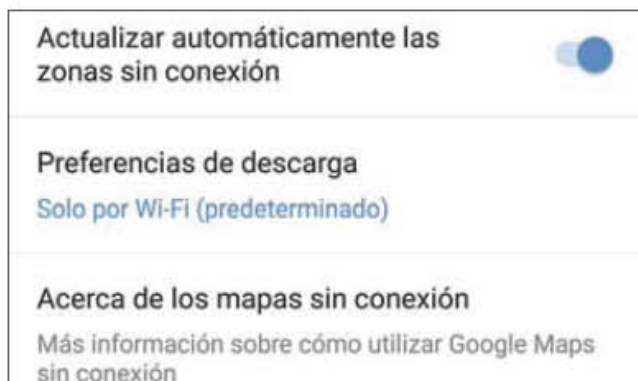 Actualizar automáticamente las
zonas sin conexión
Preferencias de descarga
Solo por Wi-Fi (predeterminado)
Acerca de los mapas sin conexión
Más información sobre cómo utilizar Google Maps
sin conexión